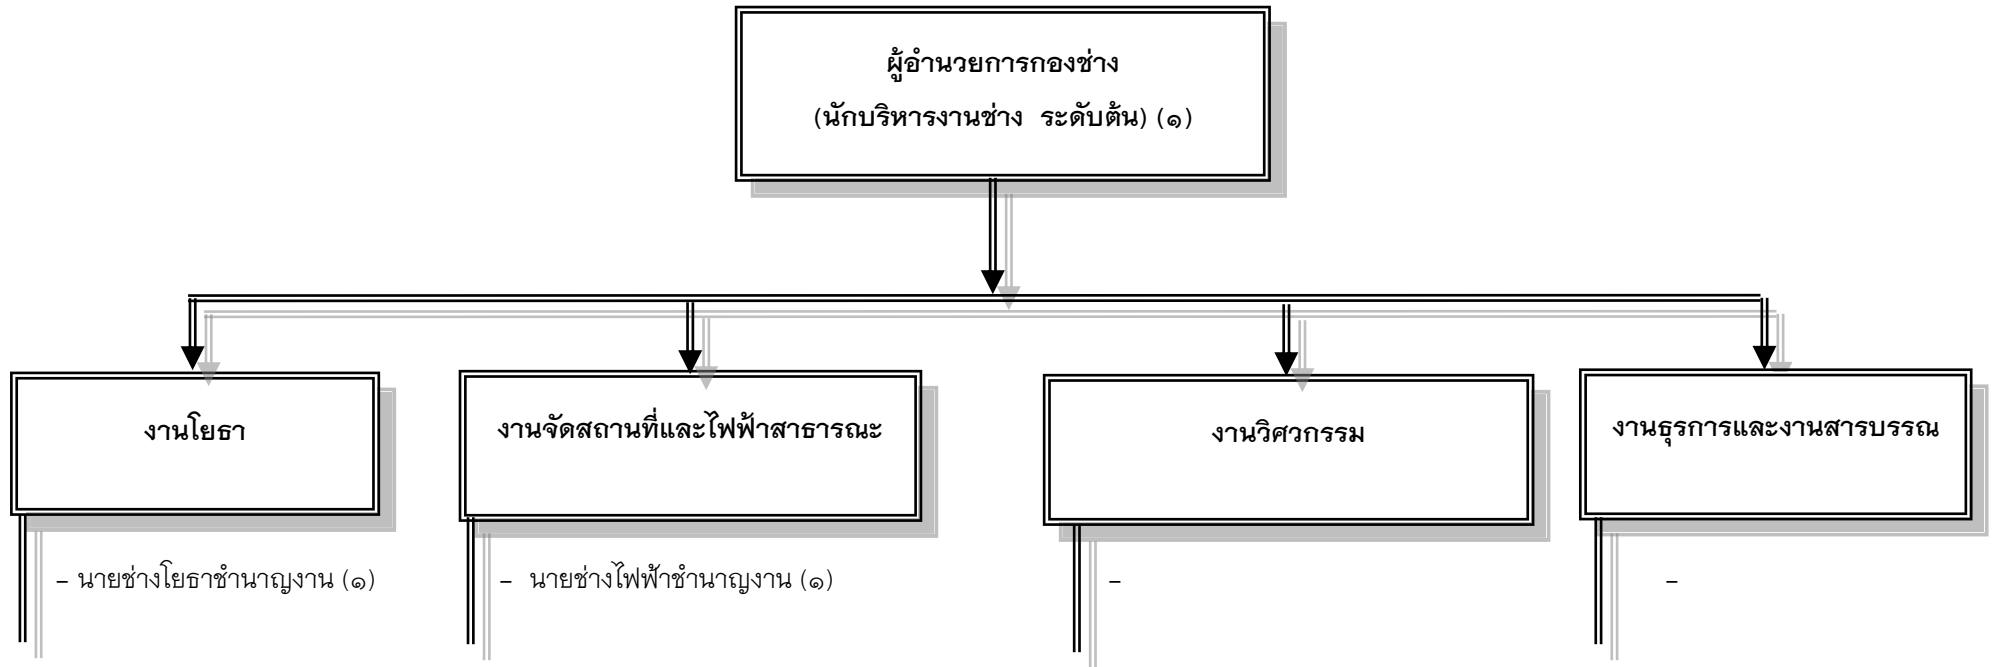 ผู้อำนวยการกองช่าง
(นักบริหารงานช่าง ระดับต้น) (๑)
งานโยธา
งานจัดสถานที่และไฟฟ้าสาธารณะ
งานวิศวกรรม
งานธุรการและงานสารบรรณ
- นายช่างโยธาชำนาญงาน (๑)
- นายช่างไฟฟ้าชำนาญงาน (๑)
-
-